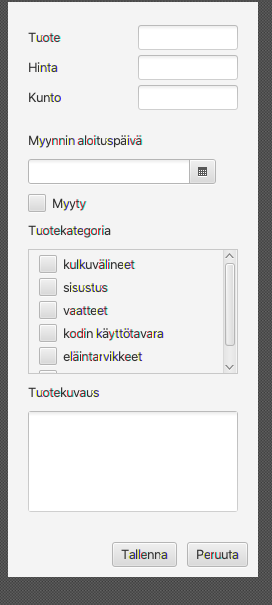 Tuote
Hinta
Kunto
Myynnin aloituspäivä
Myyty
Tuotekategoria
kulkuvälineet
sisustus
vaatteet
kodin käyttötavara
eläintarvikkeet
Tuotekuvaus
Tallenna Peruuta